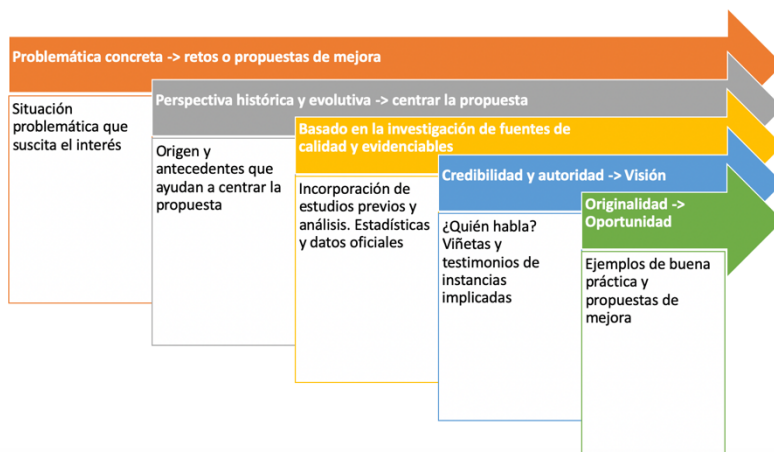 Problemática concreta -> retos o propuestas de mejora
Situación
problemática que
suscita el interés
Perspectiva histórica y evolutiva -> centrar la propuesta
Origen y
antecedentes que
ayudan a centrar la
propuesta
Basado en la investigación de fuentes de
calidad y evidenciables
Incorporación de
estudios previos y
análisis. Estadísticas
y datos oficiales
Credibilidad y autoridad -> Visión
¿Quién habla?
Viñetas y
testimonios de
instancias
implicadas
Originalidad ->
Oportunidad
Ejemplos de buena
práctica y
propuestas de
mejora